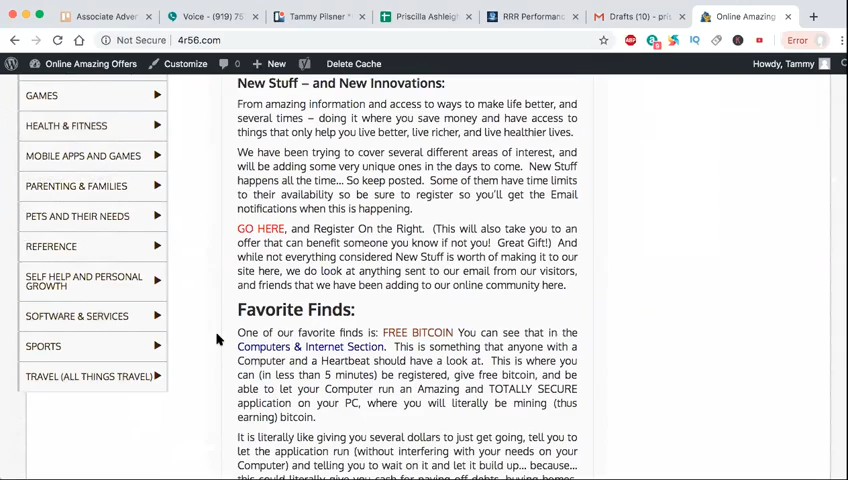 Associate Adver
Voice - (919) 75
Tammy Pilsner
Priscilla Ashleig
RRR Performanc
Drafts (10) - pri
Online Amazing
Not Secure
4r56.com
Error
Online Amazing Offers
Customize
0
New
Delete Cache
Howdy, Tammy
GAMES
HEALTH & FITNESS
MOBILE APPS AND GAMES
PARENTING & FAMILIES
PETS AND THEIR NEEDS
REFERENCE
SELF HELP AND PERSONAL
GROWTH
SOFTWARE & SERVICES
SPORTS
TRAVEL (ALL THINGS TRAVEL)
New Stuff – and New Innovations:
From amazing information and access to ways to make life better, and
several times – doing it where you save money and have access to
things that only help you live better, live richer, and live healthier lives.
We have been trying to cover several different areas of interest, and
will be adding some very unique ones in the days to come. New Stuff
happens all the time... So keep posted. Some of them have time limits
to their availability so be sure to register so you'll get the Email
notifications when this is happening.
GO HERE, and Register On the Right. (This will also take you to an
offer that can benefit someone you know if not you! Great Gift!) And
while not everything considered New Stuff is worth of making it to our
site here, we do look at anything sent to our email from our visitors,
and friends that we have been adding to our online community here.
Favorite Finds:
One of our favorite finds is: FREE BITCOIN You can see that in the
Computers & Internet Section. This is something that anyone with a
Computer and a Heartbeat should have a look at. This is where you
can (in less than 5 minutes) be registered, give free bitcoin, and be
able to let your Computer run an Amazing and TOTALLY SECURE
application on your PC, where you will literally be mining (thus
earning) bitcoin.
It is literally like giving you several dollars to just get going, tell you to
let the application run (without interfering with your needs on your
Computer) and telling you to wait on it and let it build up... because...
this could literally give you cash for paying off debts, buying homes,